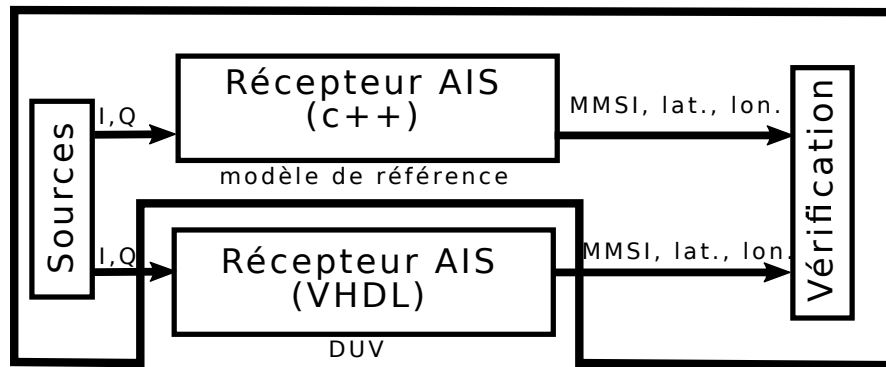 Sources
I,Q
Récepteur AIS
(c++)
modèle de référence
MMSI, lat., lon.
I,Q
Récepteur AIS
(VHDL)
DUV
MMSI, lat., lon.
Vérification